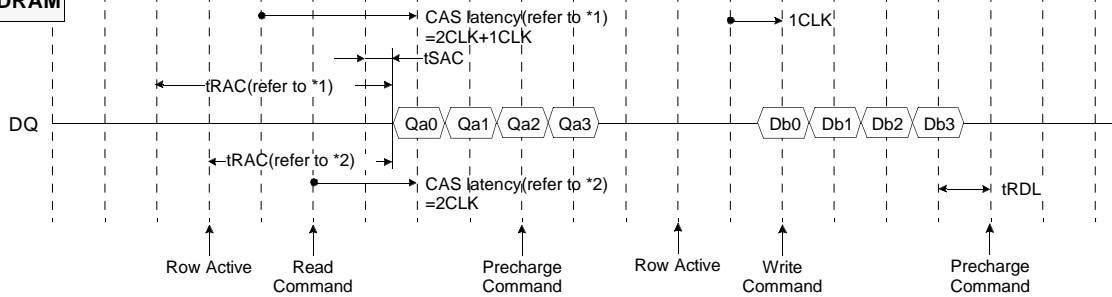 DRAM
CAS latency(refer to *1)
=2CLK+1CLK
1CLK
tSAC
tRAC(refer to *1)
DQ
Qa0 Qa1 Qa2 Qa3
Db0 Db1 Db2 Db3
tRAC(refer to *2)
CAS latency(refer to *2)
=2CLK
tRDL
Row Active
Read
Command
Precharge
Command
Row Active
Write
Command
Precharge
Command